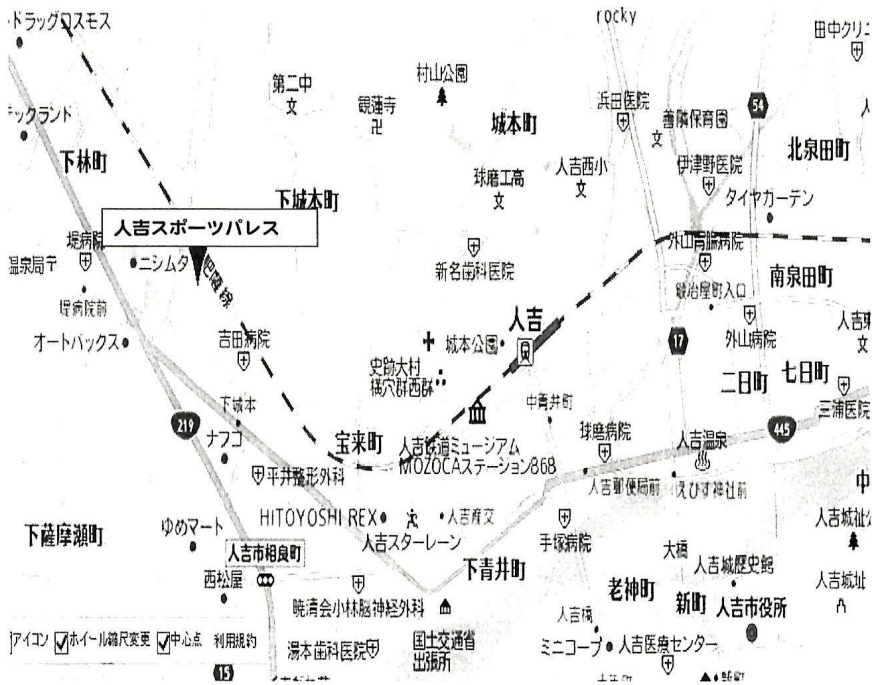 rocky
ドラッグコスモス
田中クリニ
村山公園
第二中
観蓮寺
浜田医院
54
善隣保育園
テックランド
城本町
北泉田町
下林町
伊津野医院
人吉西小
球磨工高
タイヤガーデン
下城本町
人吉スポーツパレス
堤病院
外山胃腸病院
温泉局
ニシムタ
肥薩線
新名歯科医院
南泉田町
堤病院前
鍛冶屋町入口
人吉
オートバックス
吉田病院
城本公園
外山病院
人吉東
17
史跡大村
横穴群西群
二日町
七日町
下城本
中青井町
三浦医院
219
ナフコ
宝来町
人吉鉄道ミュージアム
MOZOCAステーション868
球磨病院
人吉温泉
445
平井整形外科
人吉郵便局前
えびす神社前
中
HITOYOSHI REX
人吉産交
人吉城祉公
下薩摩瀬町
ゆめマート
人吉スターレーン
手塚病院
大橋
人吉市相良町
下青井町
人吉城歴史館
西松屋
老神町
新町
人吉城址
暁清会小林脳神経外科
人吉市役所
人吉橋
アイコン
ホイール縮尺変更
中心点
利用規約
湯本歯科医院
国土交通省
出張所
ミニコープ
人吉医療センター
15
新町